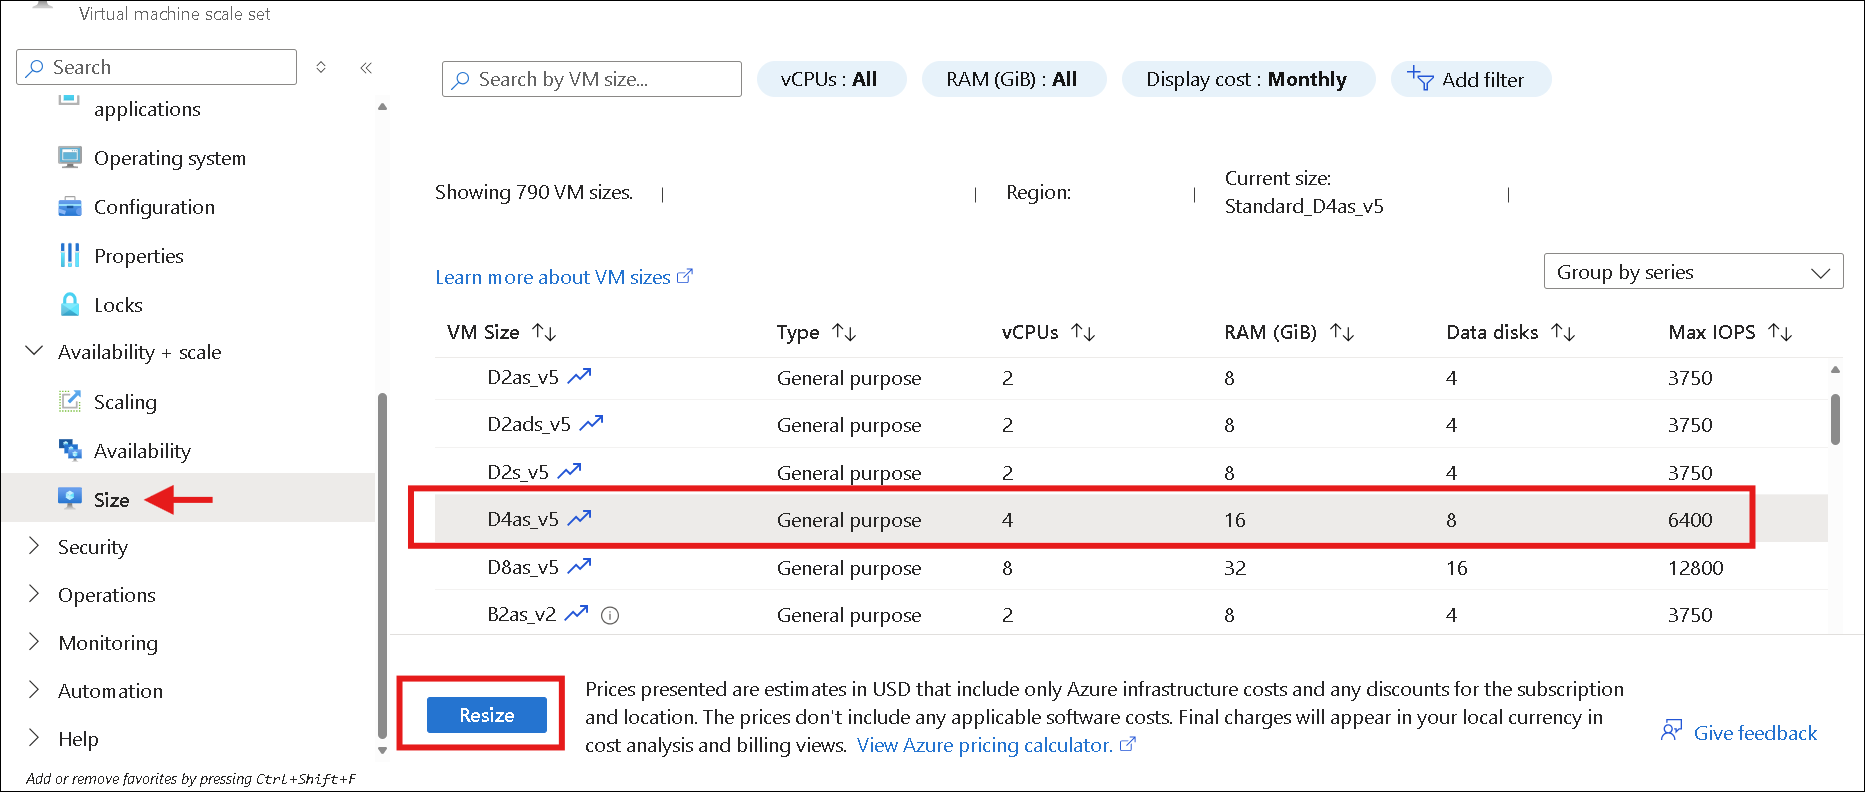 Virtual machine scale set
Search
applications
Operating system
Configuration
Properties
Locks
Availability + scale
Scaling
Availability
Size
Security
Operations
Monitoring
Automation
Help
Add or remove favorites by pressing Ctrl+Shift+F
Search by VM size...
vCPUs : All
RAM (GiB) : All
Display cost : Monthly
Add filter
Showing 790 VM sizes.
Region:
Current size:
Standard_D4as_v5
Learn more about VM sizes
Group by series
VM Size Type vCPUs RAM (GiB) Data disks Max IOPS
D2as_v5 General purpose 2 8 4 3750
D2ads_v5 General purpose 2 8 4 3750
D2s_v5 General purpose 2 8 4 3750
D4as_v5 General purpose 4 16 8 6400
D8as_v5 General purpose 8 32 16 12800
B2as_v2 General purpose 2 8 4 3750
Resize
Prices presented are estimates in USD that include only Azure infrastructure costs and any discounts for the subscription
and location. The prices don't include any applicable software costs. Final charges will appear in your local currency in
cost analysis and billing views. View Azure pricing calculator.
Give feedback